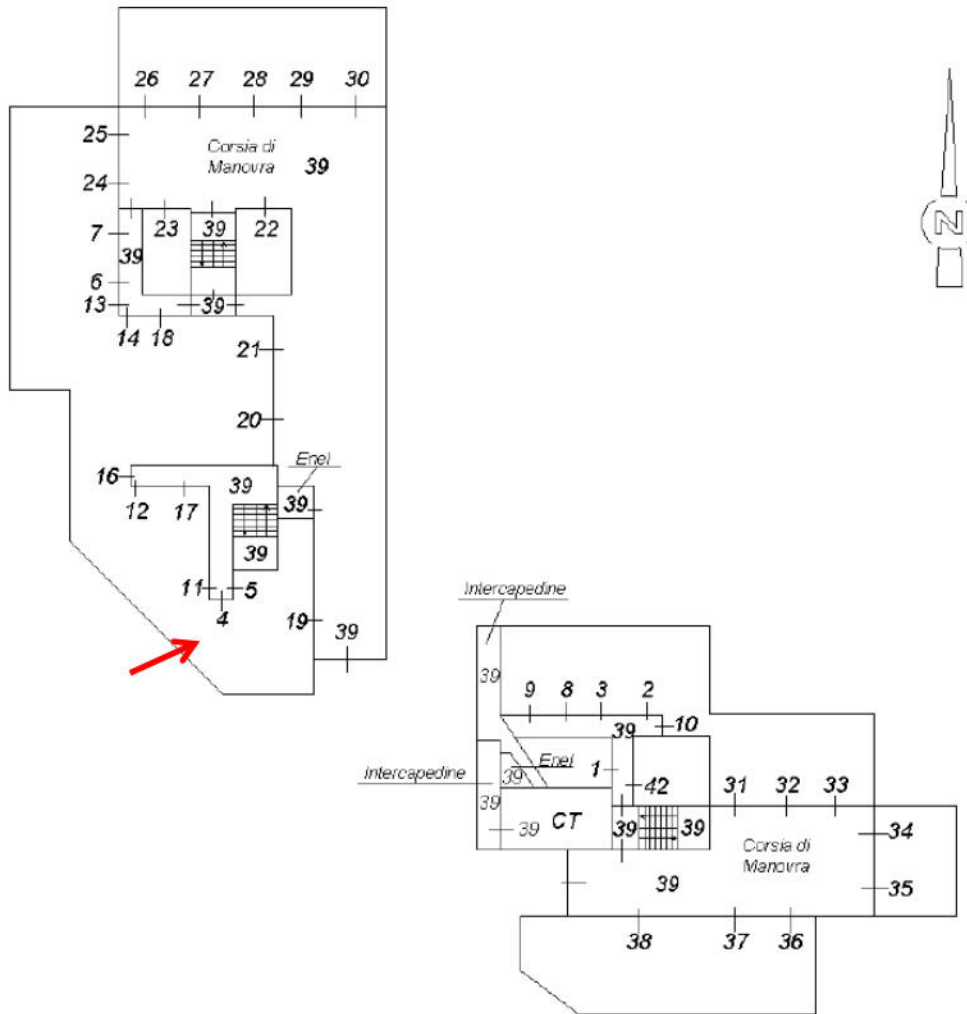 26 27 28 29 30
25
Corsia di
Manovra 39
24
23 39 22
7
39
6
13 39
14 18
21
20
Enel
16 39
39
12 17
39
11 5
4 19
39
N
Intercapedine
39
9 8 3 2
39 10
Enel
Intercapedine 39 1
42 31 32 33
39
39 CT 39 39
Corsia di
Manovra
34
39 35
38 37 36